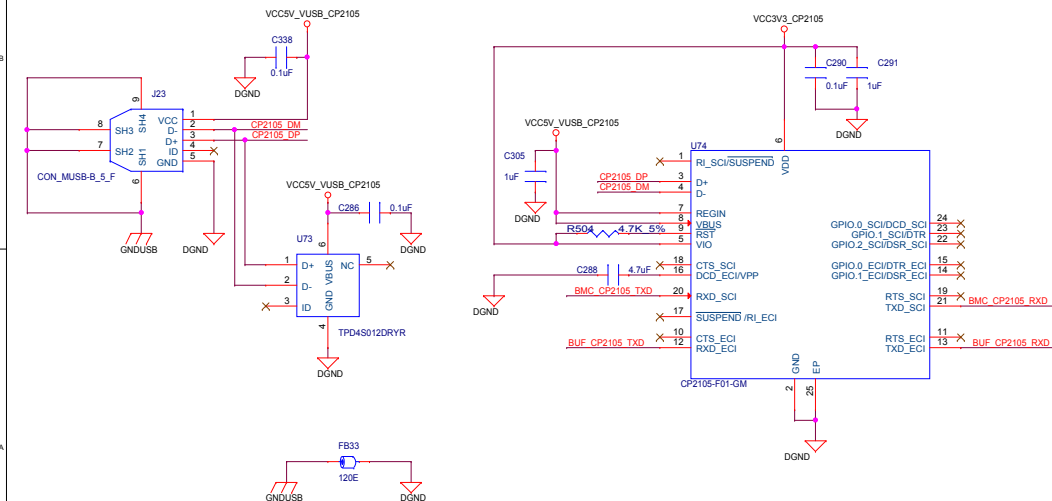 VCC5V_VUSB_CP2105
C338
0.1uF
DGND
J23
CON_MUSB-B_5_F
VCC 1
D- 2
D+ 3
ID 4
GND 5
9 SH4
8 SH3
7 SH2
SH1 6
CP2105_DM
CP2105_DP
GNDUSB
DGND
VCC5V_VUSB_CP2105
C286 0.1uF
DGND
U73
6 VBUS
1 D+
2 D-
3 ID
NC 5
GND 4
TPD4S012DRYR
DGND
FB33
120E
GNDUSB
DGND
VCC3V3_CP2105
C290
0.1uF
C291
1uF
DGND
VCC5V_VUSB_CP2105
C305
1uF
DGND
U74
6 VDD
1 RI_SCI/SUSPEND
CP2105_DP 3 D+
CP2105_DM 4 D-
7 REGIN
8 VBUS
R504 4.7K 5% 9 RST
5 VIO
18 CTS_SCI
C288 4.7uF 16 DCD_ECI/VPP
DGND
BMC_CP2105_TXD 20 RXD_SCI
17 SUSPEND /RI_ECI
10 CTS_ECI
BUF_CP2105_TXD 12 RXD_ECI
GPIO.0_SCI/DCD_SCI 24
GPIO.1_SCI/DTR 23
GPIO.2_SCI/DSR_SCI 22
GPIO.0_ECI/DTR_ECI 15
GPIO.1_ECI/DSR_ECI 14
RTS_SCI 19
TXD_SCI 21 BMC_CP2105_RXD
RTS_ECI 11
TXD_ECI 13 BUF_CP2105_RXD
GND 2
EP 25
CP2105-F01-GM
DGND
B
A